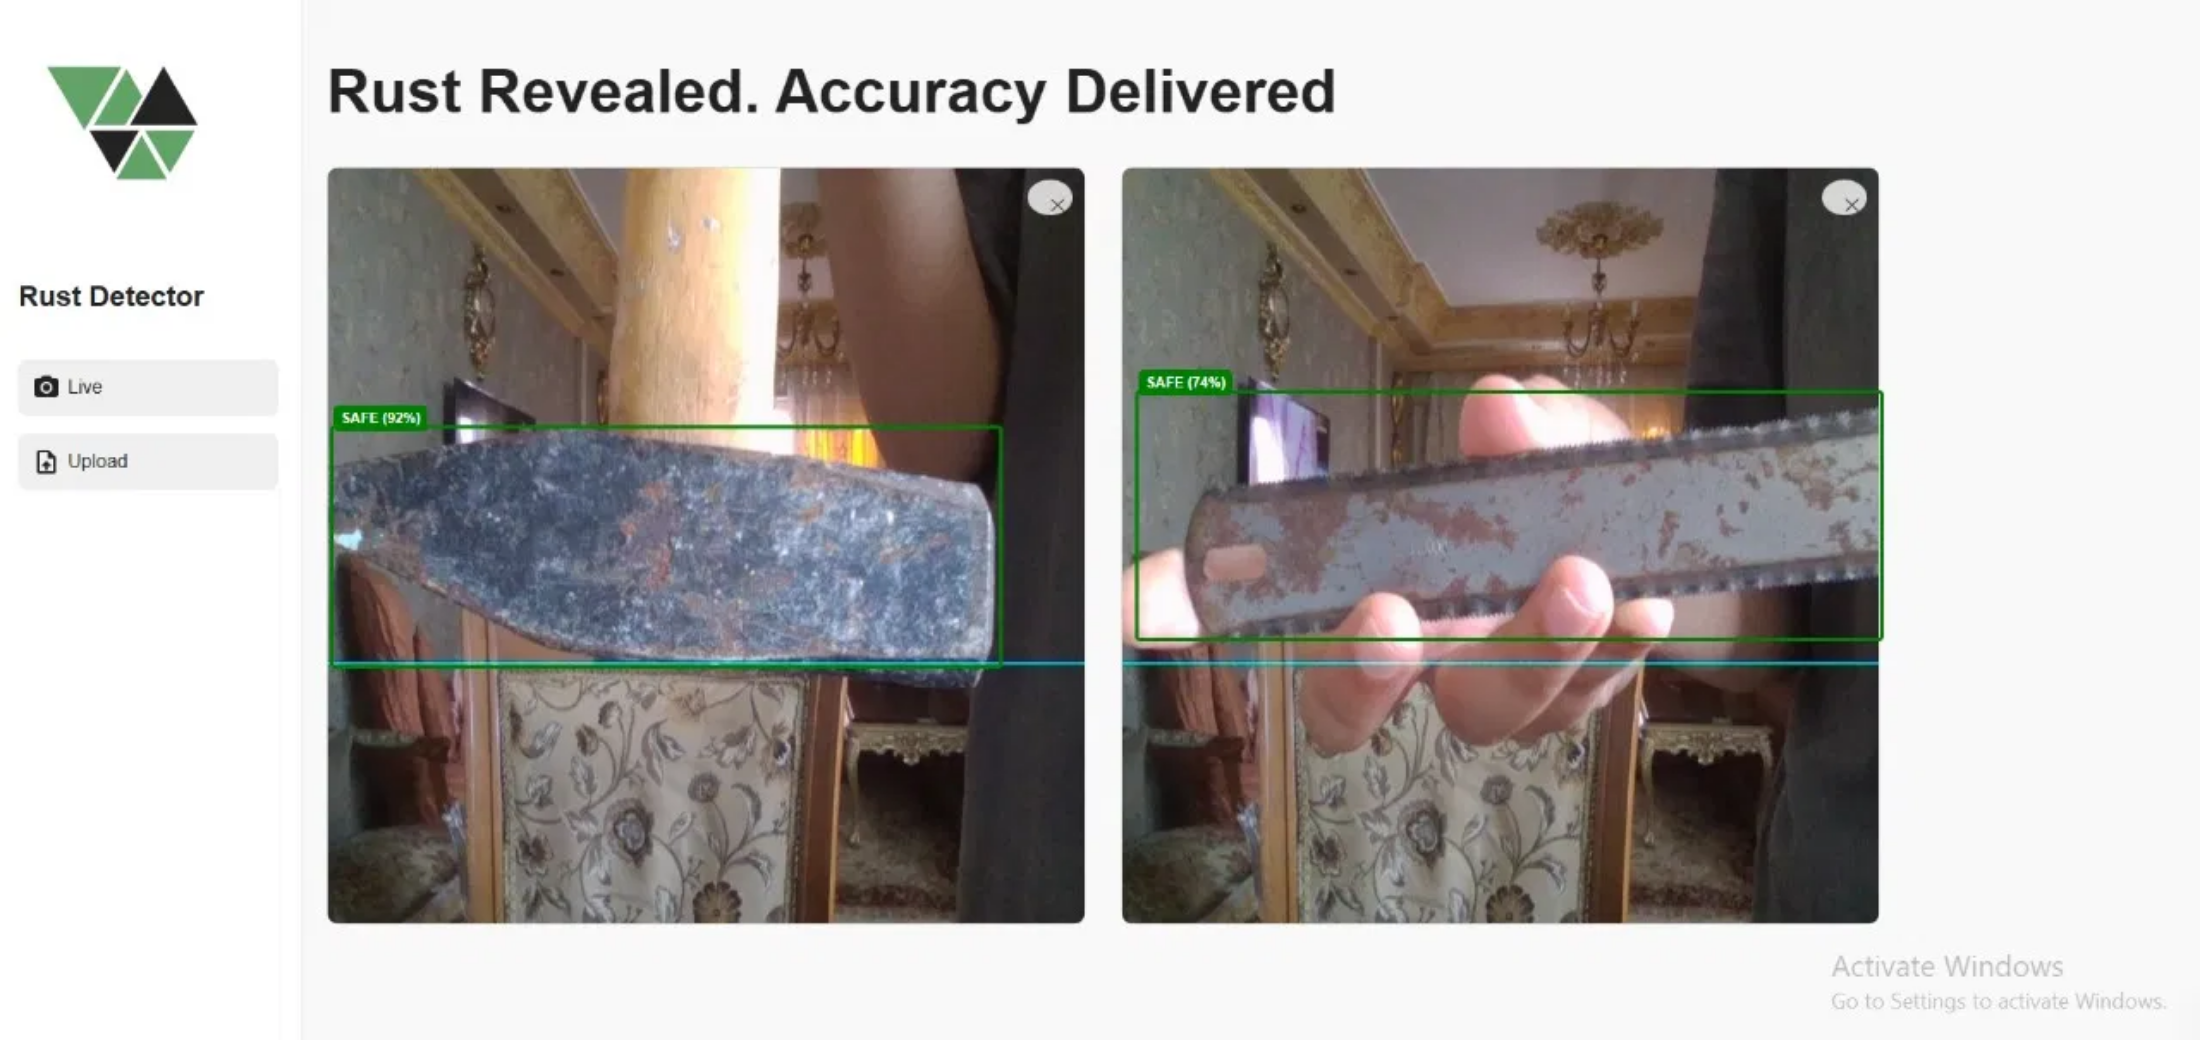 Rust Revealed. Accuracy Delivered
Rust Detector
Live
Upload
SAFE (92%)
SAFE (74%)
Activate Windows
Go to Settings to activate Windows.